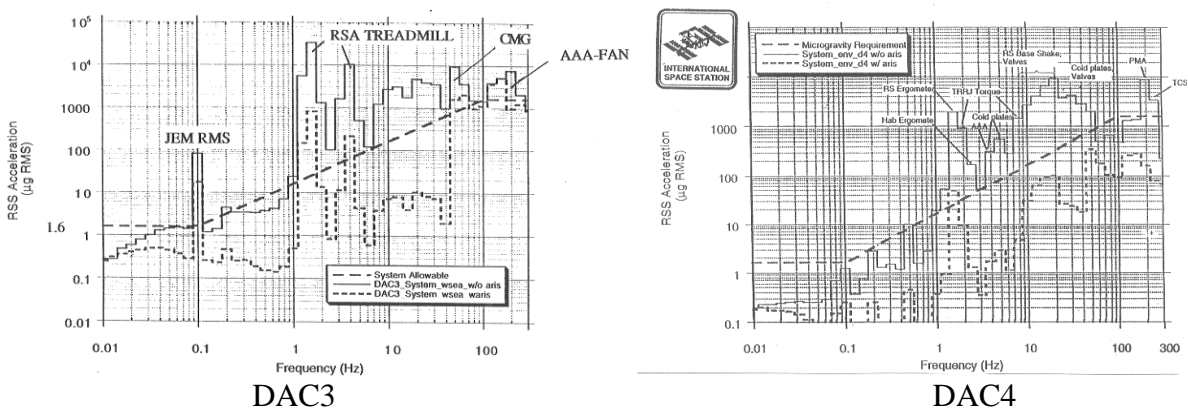 RSA TREADMILL
CMG
AAA-FAN
JEM RMS
10^5
10^4
1000
100
10
1.6
1
0.1
0.01
RSS Acceleration
(µg RMS)
System Allowable
DAC3_System_wsea_w/o aris
DAC3_System wsea waris
0.01 0.1 1 10 100
Frequency (Hz)
DAC3
INTERNATIONAL
SPACE STATION
Microgravity Requirement
System_env_d4 w/o aris
System_env_d4 w/ aris
RS Base Shake,
Valves
Cold plates,
Valves
PMA
TCS
RS Ergometer
TRRJ Torque
Hab Ergomete
Cold plates
1000
100
10
1
0.1
RSS Acceleration
(µg RMS)
0.01 0.1 1 10 100 300
Frequency (Hz)
DAC4